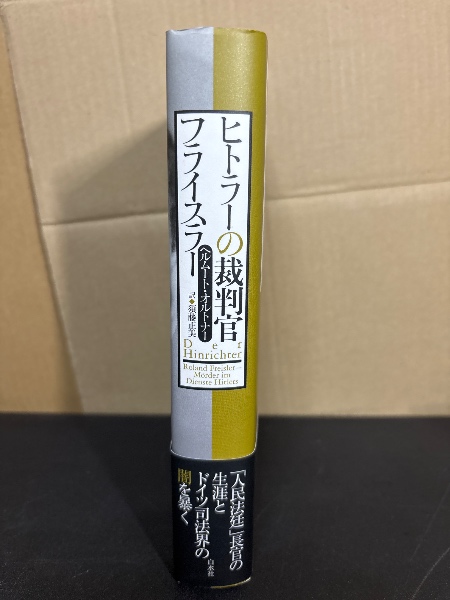 ヒトラーの裁判官
フライスラー
ヘルムート・オルトナー
訳◆須藤正美
Der
Hinrichter
Roland Freisler—
Mörder im
Dienste Hitlers
「人民法廷」長官の
生涯と
ドイツ司法界の
闇を暴く
白水社